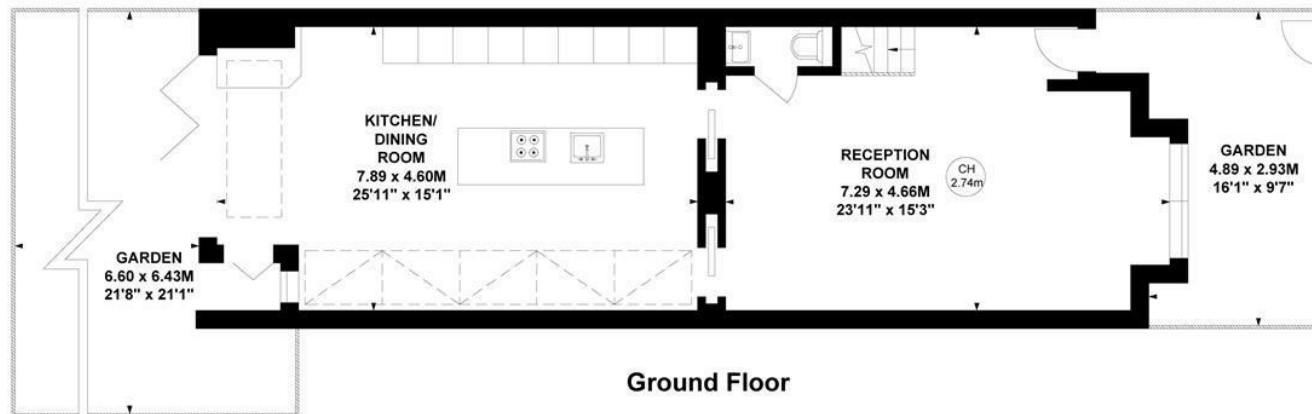 KITCHEN/
DINING
ROOM
7.89 x 4.60M
25'11" x 15'1"
RECEPTION
ROOM
7.29 x 4.66M
23'11" x 15'3"
CH
2.74m
GARDEN
4.89 x 2.93M
16'1" x 9'7"
GARDEN
6.60 x 6.43M
21'8" x 21'1"
Ground Floor